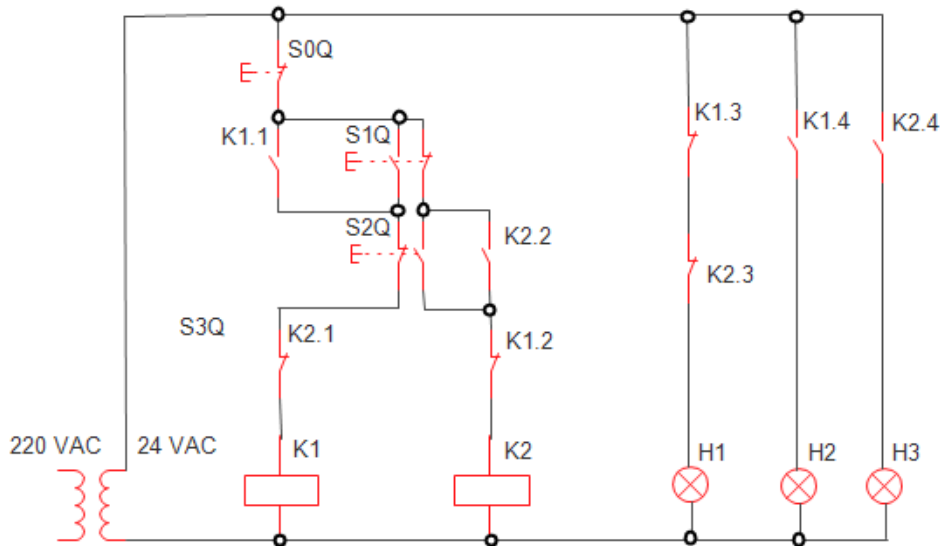 S0Q
K1.1
S1Q
K1.3
K1.4
K2.4
S2Q
K2.2
K2.3
S3Q
K2.1
K1.2
220 VAC
24 VAC
K1
K2
H1
H2
H3